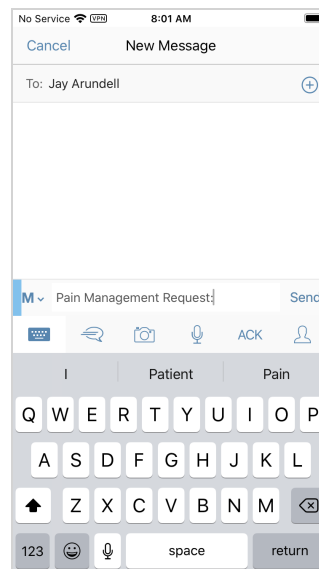 No Service VPN 8:01 AM
Cancel New Message
To: Jay Arundell
M Pain Management Request: Send
ACK
I Patient Pain
Q W E R T Y U I O P
A S D F G H J K L
Z X C V B N M
123 space return